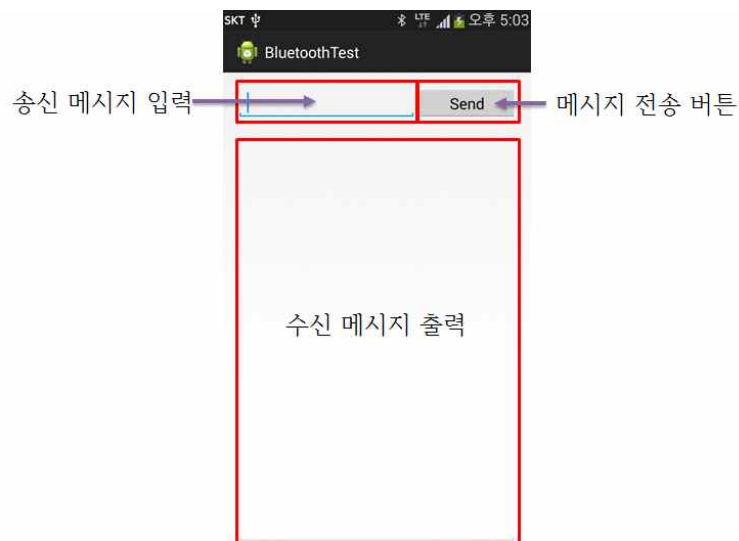 SKT LTE 오후 5:03
BluetoothTest
송신 메시지 입력 Send 메시지 전송 버튼
수신 메시지 출력